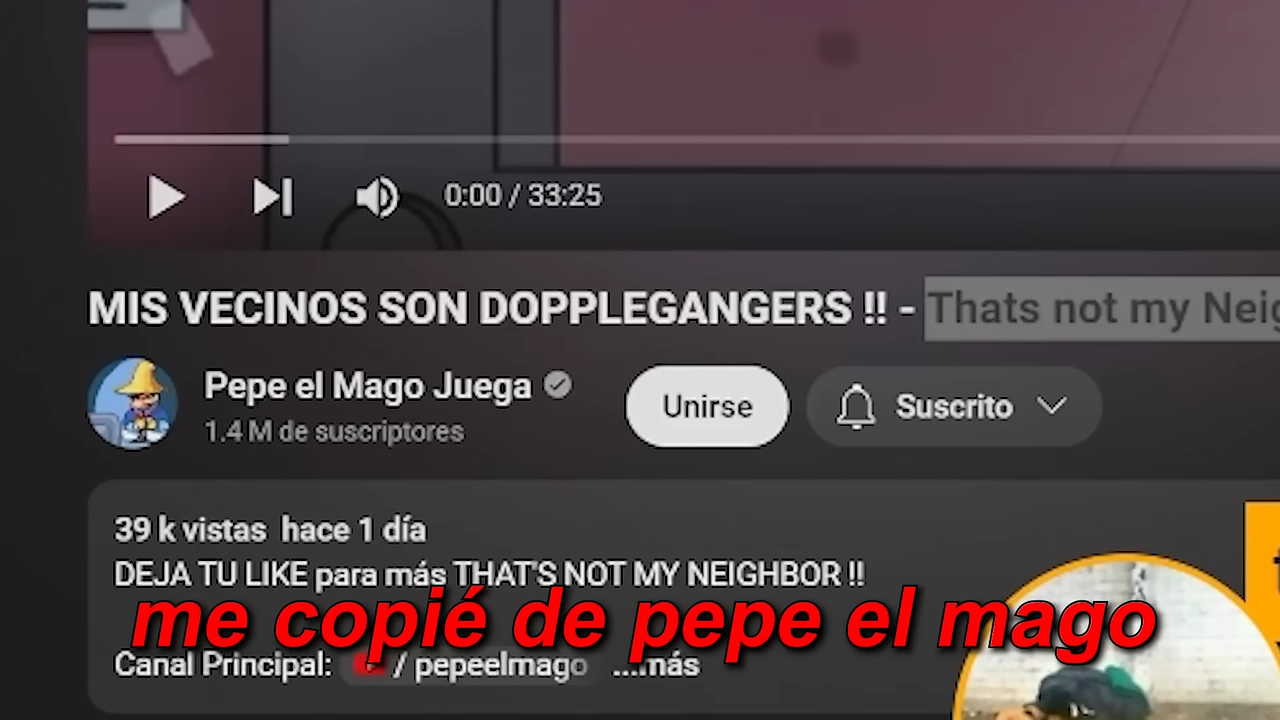 0:00 / 33:25
MIS VECINOS SON DOPPLEGANGERS !! - Thats not my
Pepe el Mago Juega
1.4 M de suscriptores
Unirse
Suscrito
39 k vistas hace 1 día
DEJA TU LIKE para más THAT'S NOT MY NEIGHBOR !!
me copié de pepe el mago
Canal Principal: / pepeelmago ...más